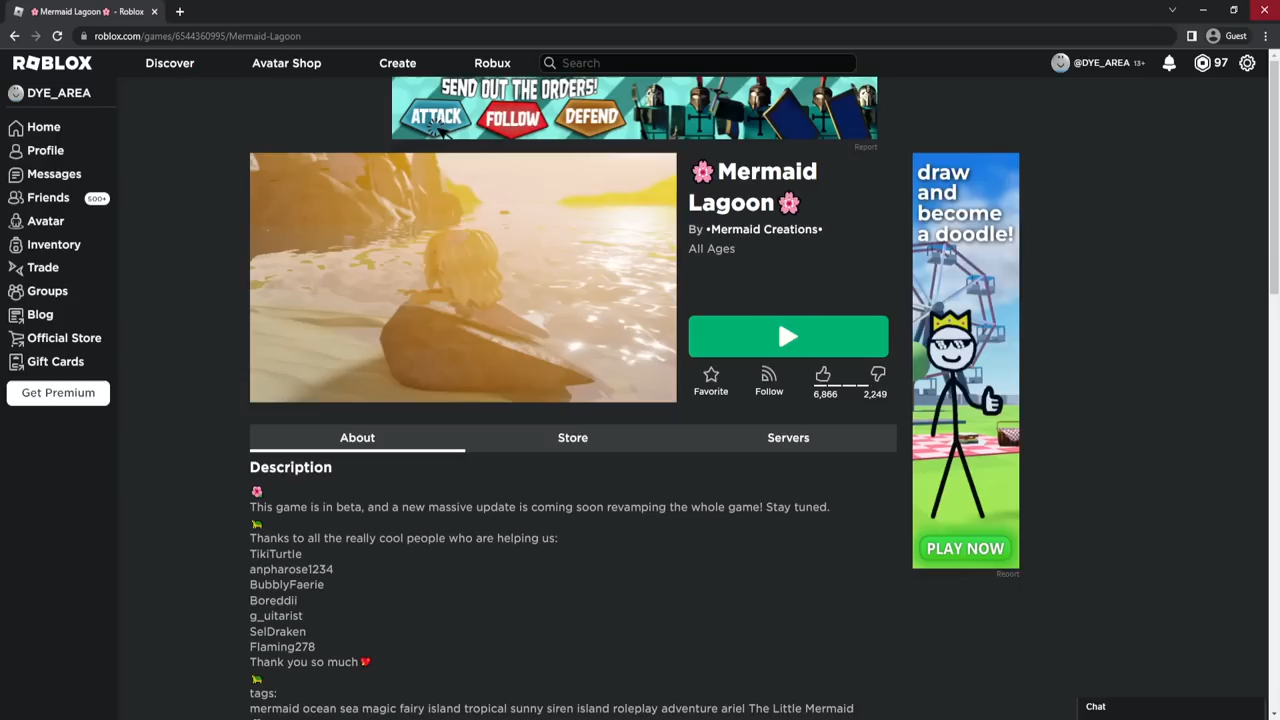 🌸Mermaid Lagoon🌸 - Roblox
roblox.com/games/6544360995/Mermaid-Lagoon
Guest
ROBLOX
Discover
Avatar Shop
Create
Robux
Search
@DYE_AREA 13+
97
DYE_AREA
Home
Profile
Messages
Friends
500+
Avatar
Inventory
Trade
Groups
Blog
Official Store
Gift Cards
Get Premium
SEND OUT THE ORDERS!
ATTACK
FOLLOW
DEFEND
Report
🌸Mermaid
Lagoon🌸
By •Mermaid Creations•
All Ages
Favorite
Follow
6,866
2,249
About
Store
Servers
Description
🌸
This game is in beta, and a new massive update is coming soon revamping the whole game! Stay tuned.
🐢
Thanks to all the really cool people who are helping us:
TikiTurtle
anpharose1234
BubblyFaerie
Boreddii
g_uitarist
SelDraken
Flaming278
Thank you so much💖
🐢
tags:
mermaid ocean sea magic fairy island tropical sunny siren island roleplay adventure ariel The Little Mermaid
draw
and
become
a doodle!
PLAY NOW
Report
Chat